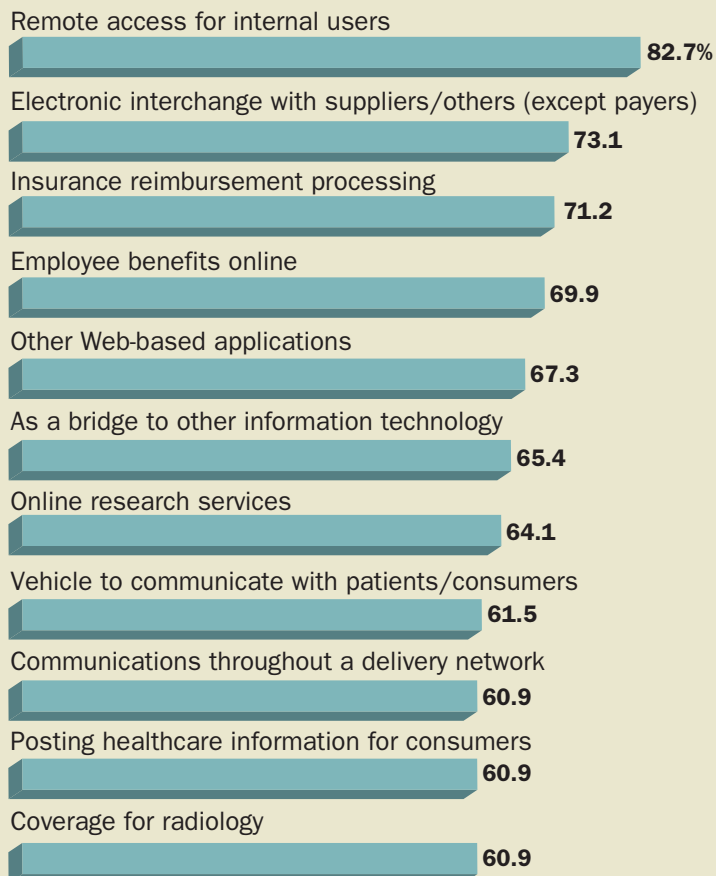 Remote access for internal users
82.7%
Electronic interchange with suppliers/others (except payers)
73.1
Insurance reimbursement processing
71.2
Employee benefits online
69.9
Other Web-based applications
67.3
As a bridge to other information technology
65.4
Online research services
64.1
Vehicle to communicate with patients/consumers
61.5
Communications throughout a delivery network
60.9
Posting healthcare information for consumers
60.9
Coverage for radiology
60.9